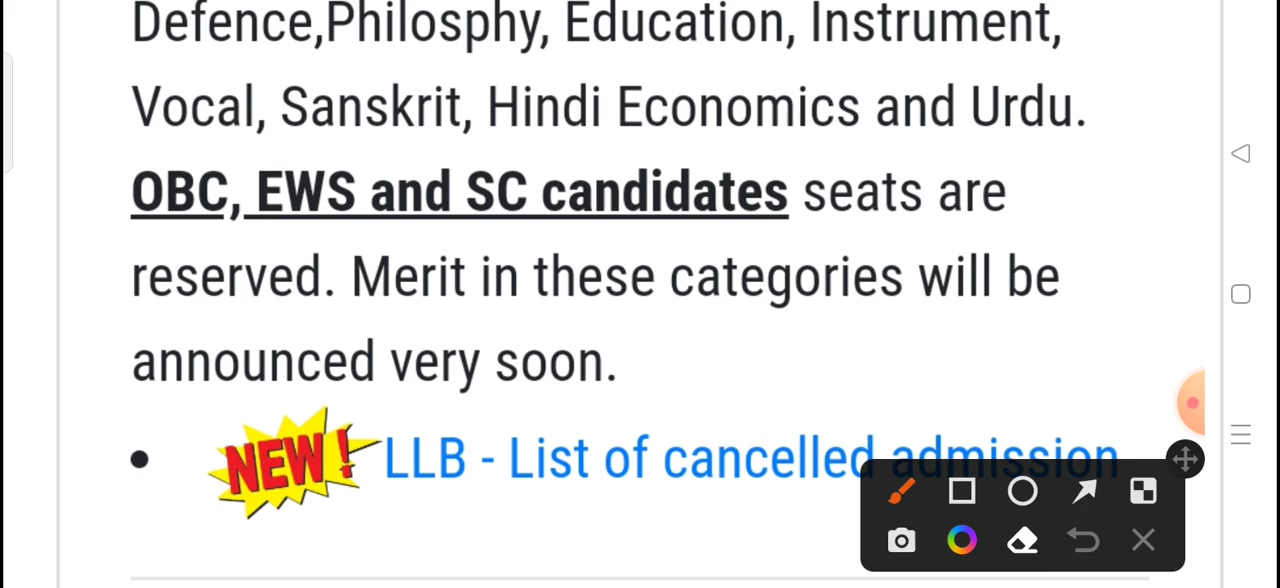 Defence,Philosphy, Education, Instrument,
Vocal, Sanskrit, Hindi Economics and Urdu.
OBC, EWS and SC candidates seats are
reserved. Merit in these categories will be
announced very soon.
• NEW! LLB - List of cancelled admission